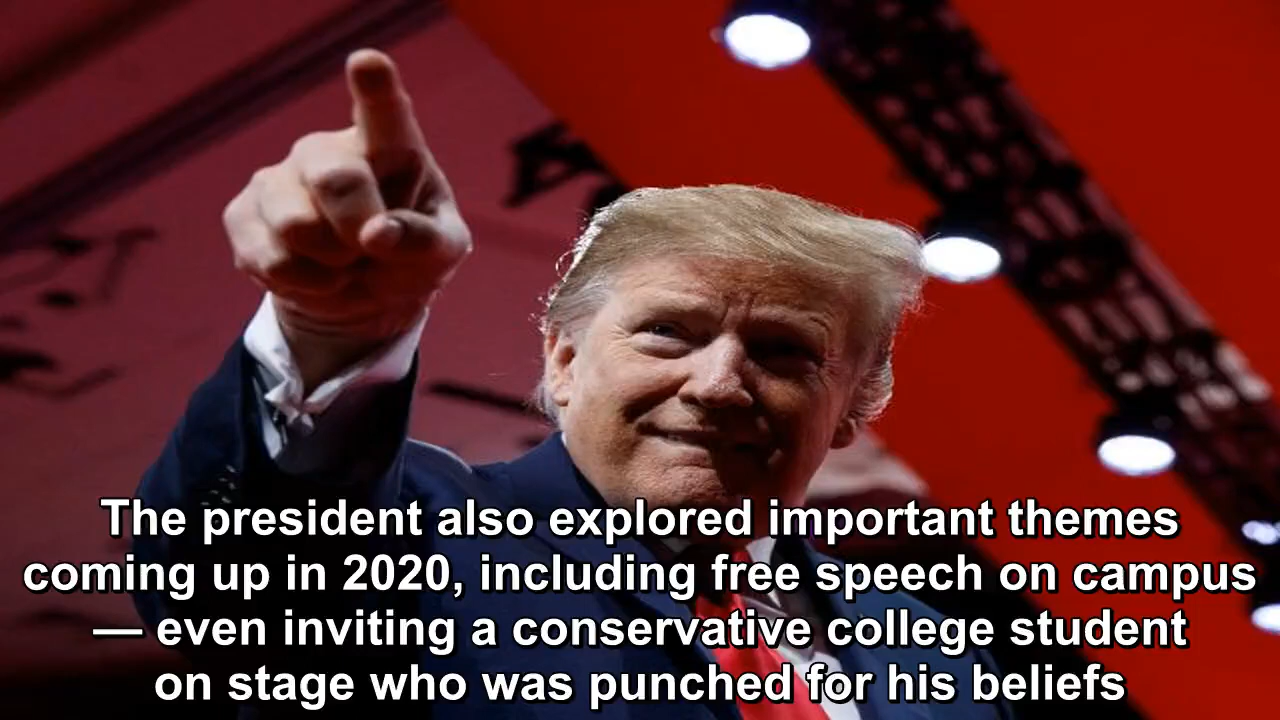 The president also explored important themes
coming up in 2020, including free speech on campus
— even inviting a conservative college student
on stage who was punched for his beliefs